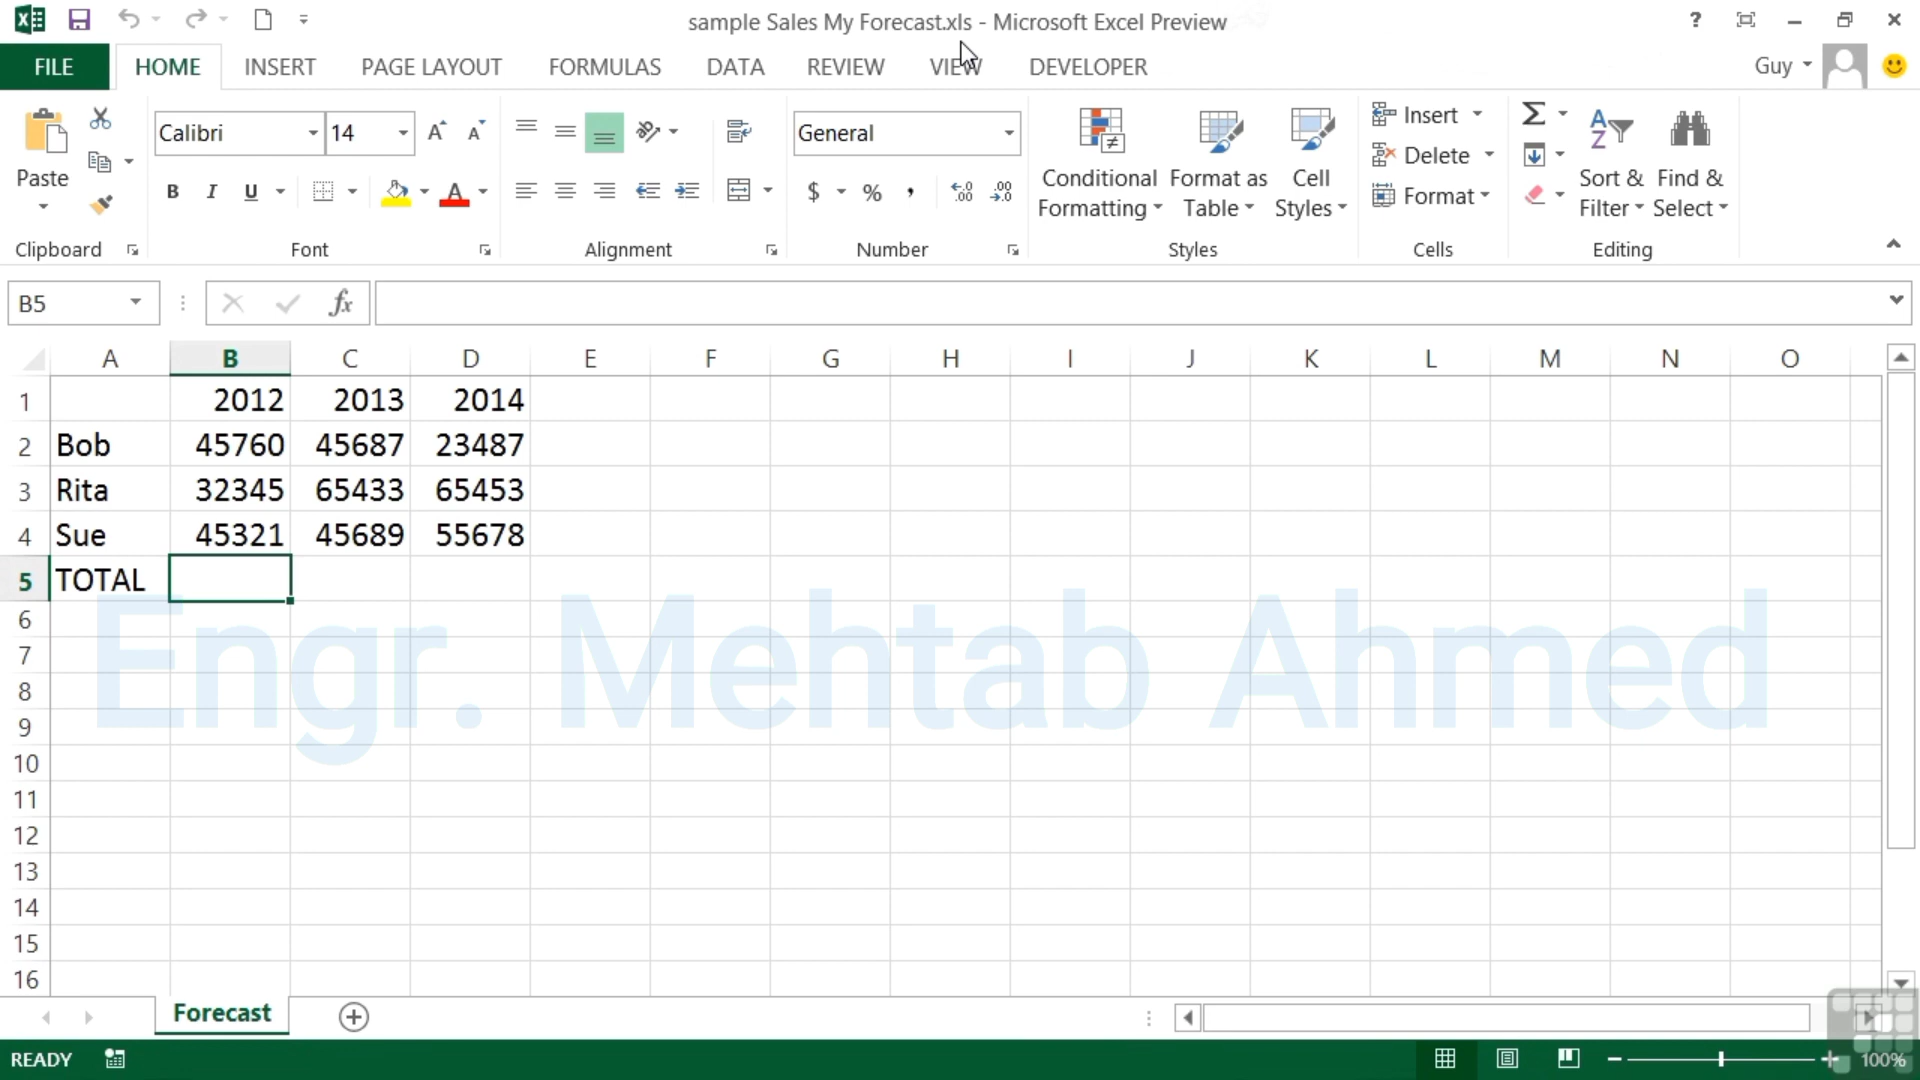 sample Sales My Forecast.xls - Microsoft Excel Preview
?
FILE HOME INSERT PAGE LAYOUT FORMULAS DATA REVIEW VIEW DEVELOPER Guy
Paste
Clipboard
Calibri 14 A A
B I U A
Font
Alignment
General
$ % , .00 .00
Number
Conditional Formatting
Format as Table
Cell Styles
Styles
Insert
Delete
Format
Cells
Σ
Sort & Filter
Find & Select
Editing
B5 fx
A B C D E F G H I J K L M N O
1 2012 2013 2014
2 Bob 45760 45687 23487
3 Rita 32345 65433 65453
4 Sue 45321 45689 55678
5 TOTAL
6
Engr. Mehtab Ahmed
7
8
9
10
11
12
13
14
15
16
Forecast
READY 100%